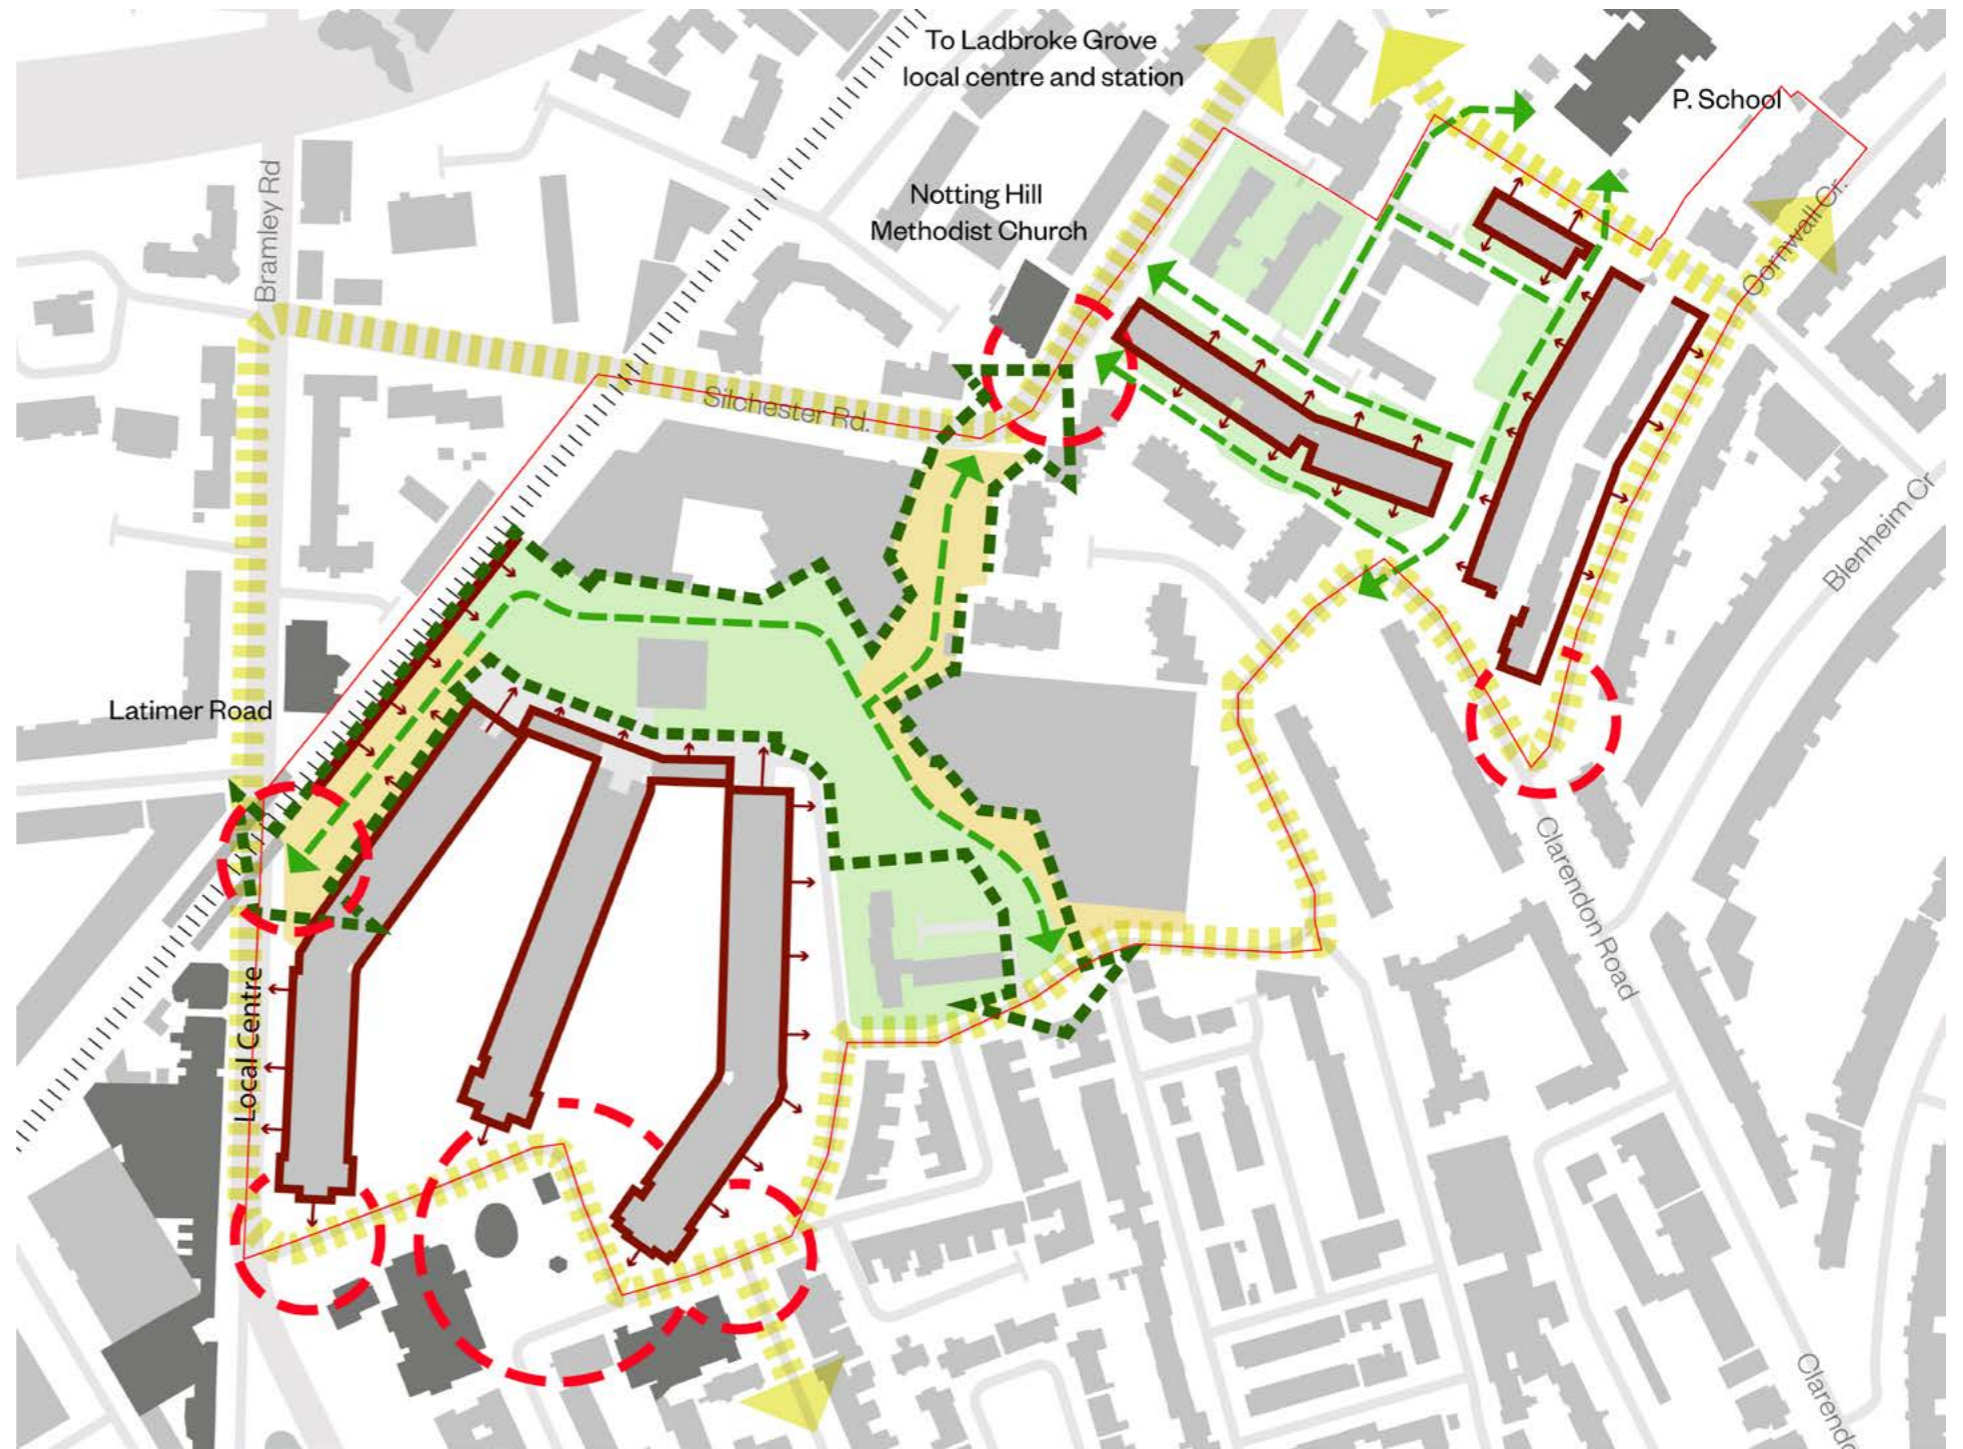 To Ladbroke Grove
local centre and station
P. School
Bramley Rd
Notting Hill
Methodist Church
Cornwall Cr.
Silchester Rd.
Blenheim Cr
Latimer Road
Clarendon Road
Local Centre
Clarend